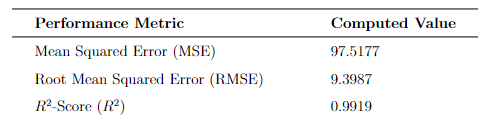 Performance Metric Computed Value
Mean Squared Error (MSE) 97.5177
Root Mean Squared Error (RMSE) 9.3987
R²-Score (R²) 0.9919